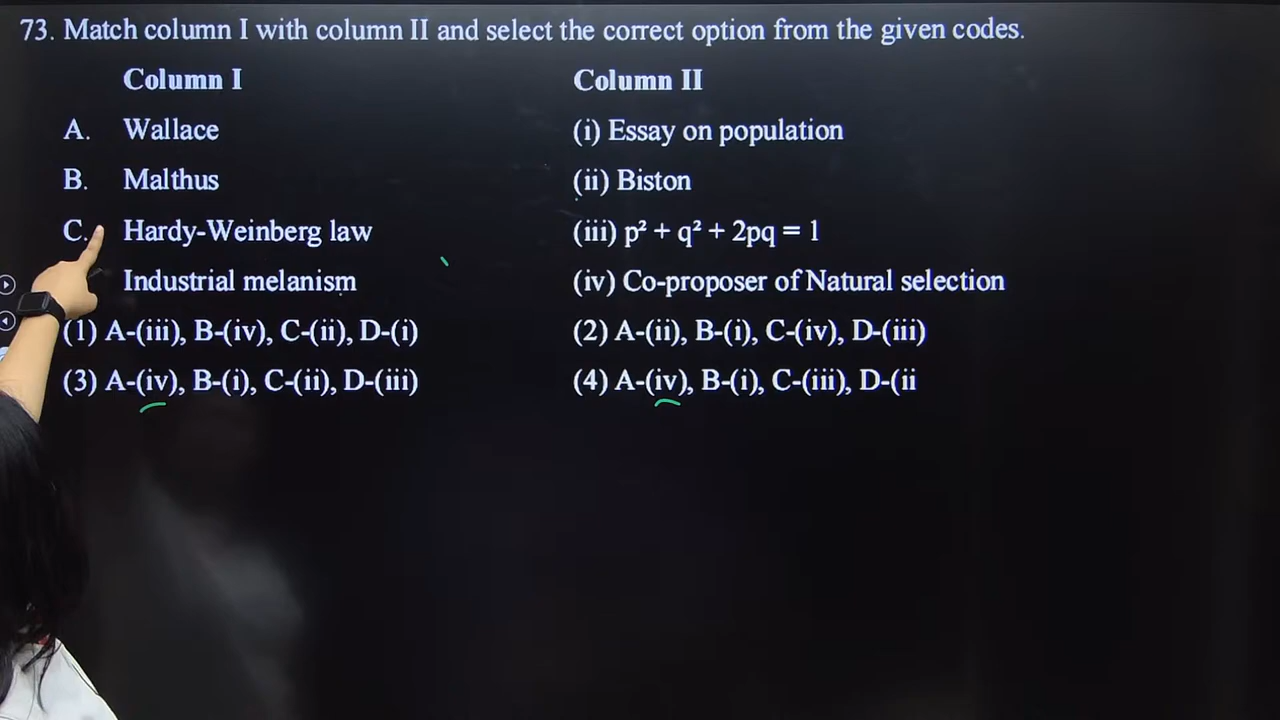 73. Match column I with column II and select the correct option from the given codes.
Column I Column II
A. Wallace (i) Essay on population
B. Malthus (ii) Biston
C. Hardy-Weinberg law (iii) p² + q² + 2pq = 1
Industrial melanism (iv) Co-proposer of Natural selection
(1) A-(iii), B-(iv), C-(ii), D-(i) (2) A-(ii), B-(i), C-(iv), D-(iii)
(3) A-(iv), B-(i), C-(ii), D-(iii) (4) A-(iv), B-(i), C-(iii), D-(ii